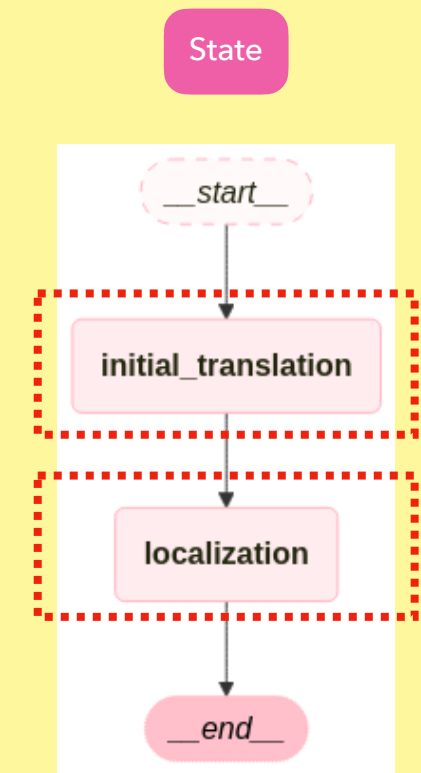 State
__start__
initial_translation
localization
__end__